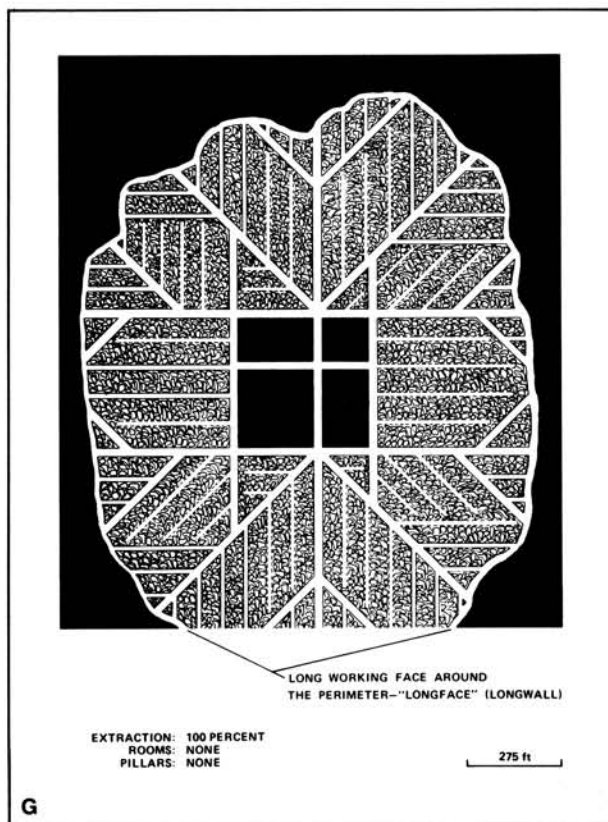 LONG WORKING FACE AROUND
THE PERIMETER–"LONGFACE" (LONGWALL)
EXTRACTION: 100 PERCENT
ROOMS: NONE
PILLARS: NONE
275 ft
G